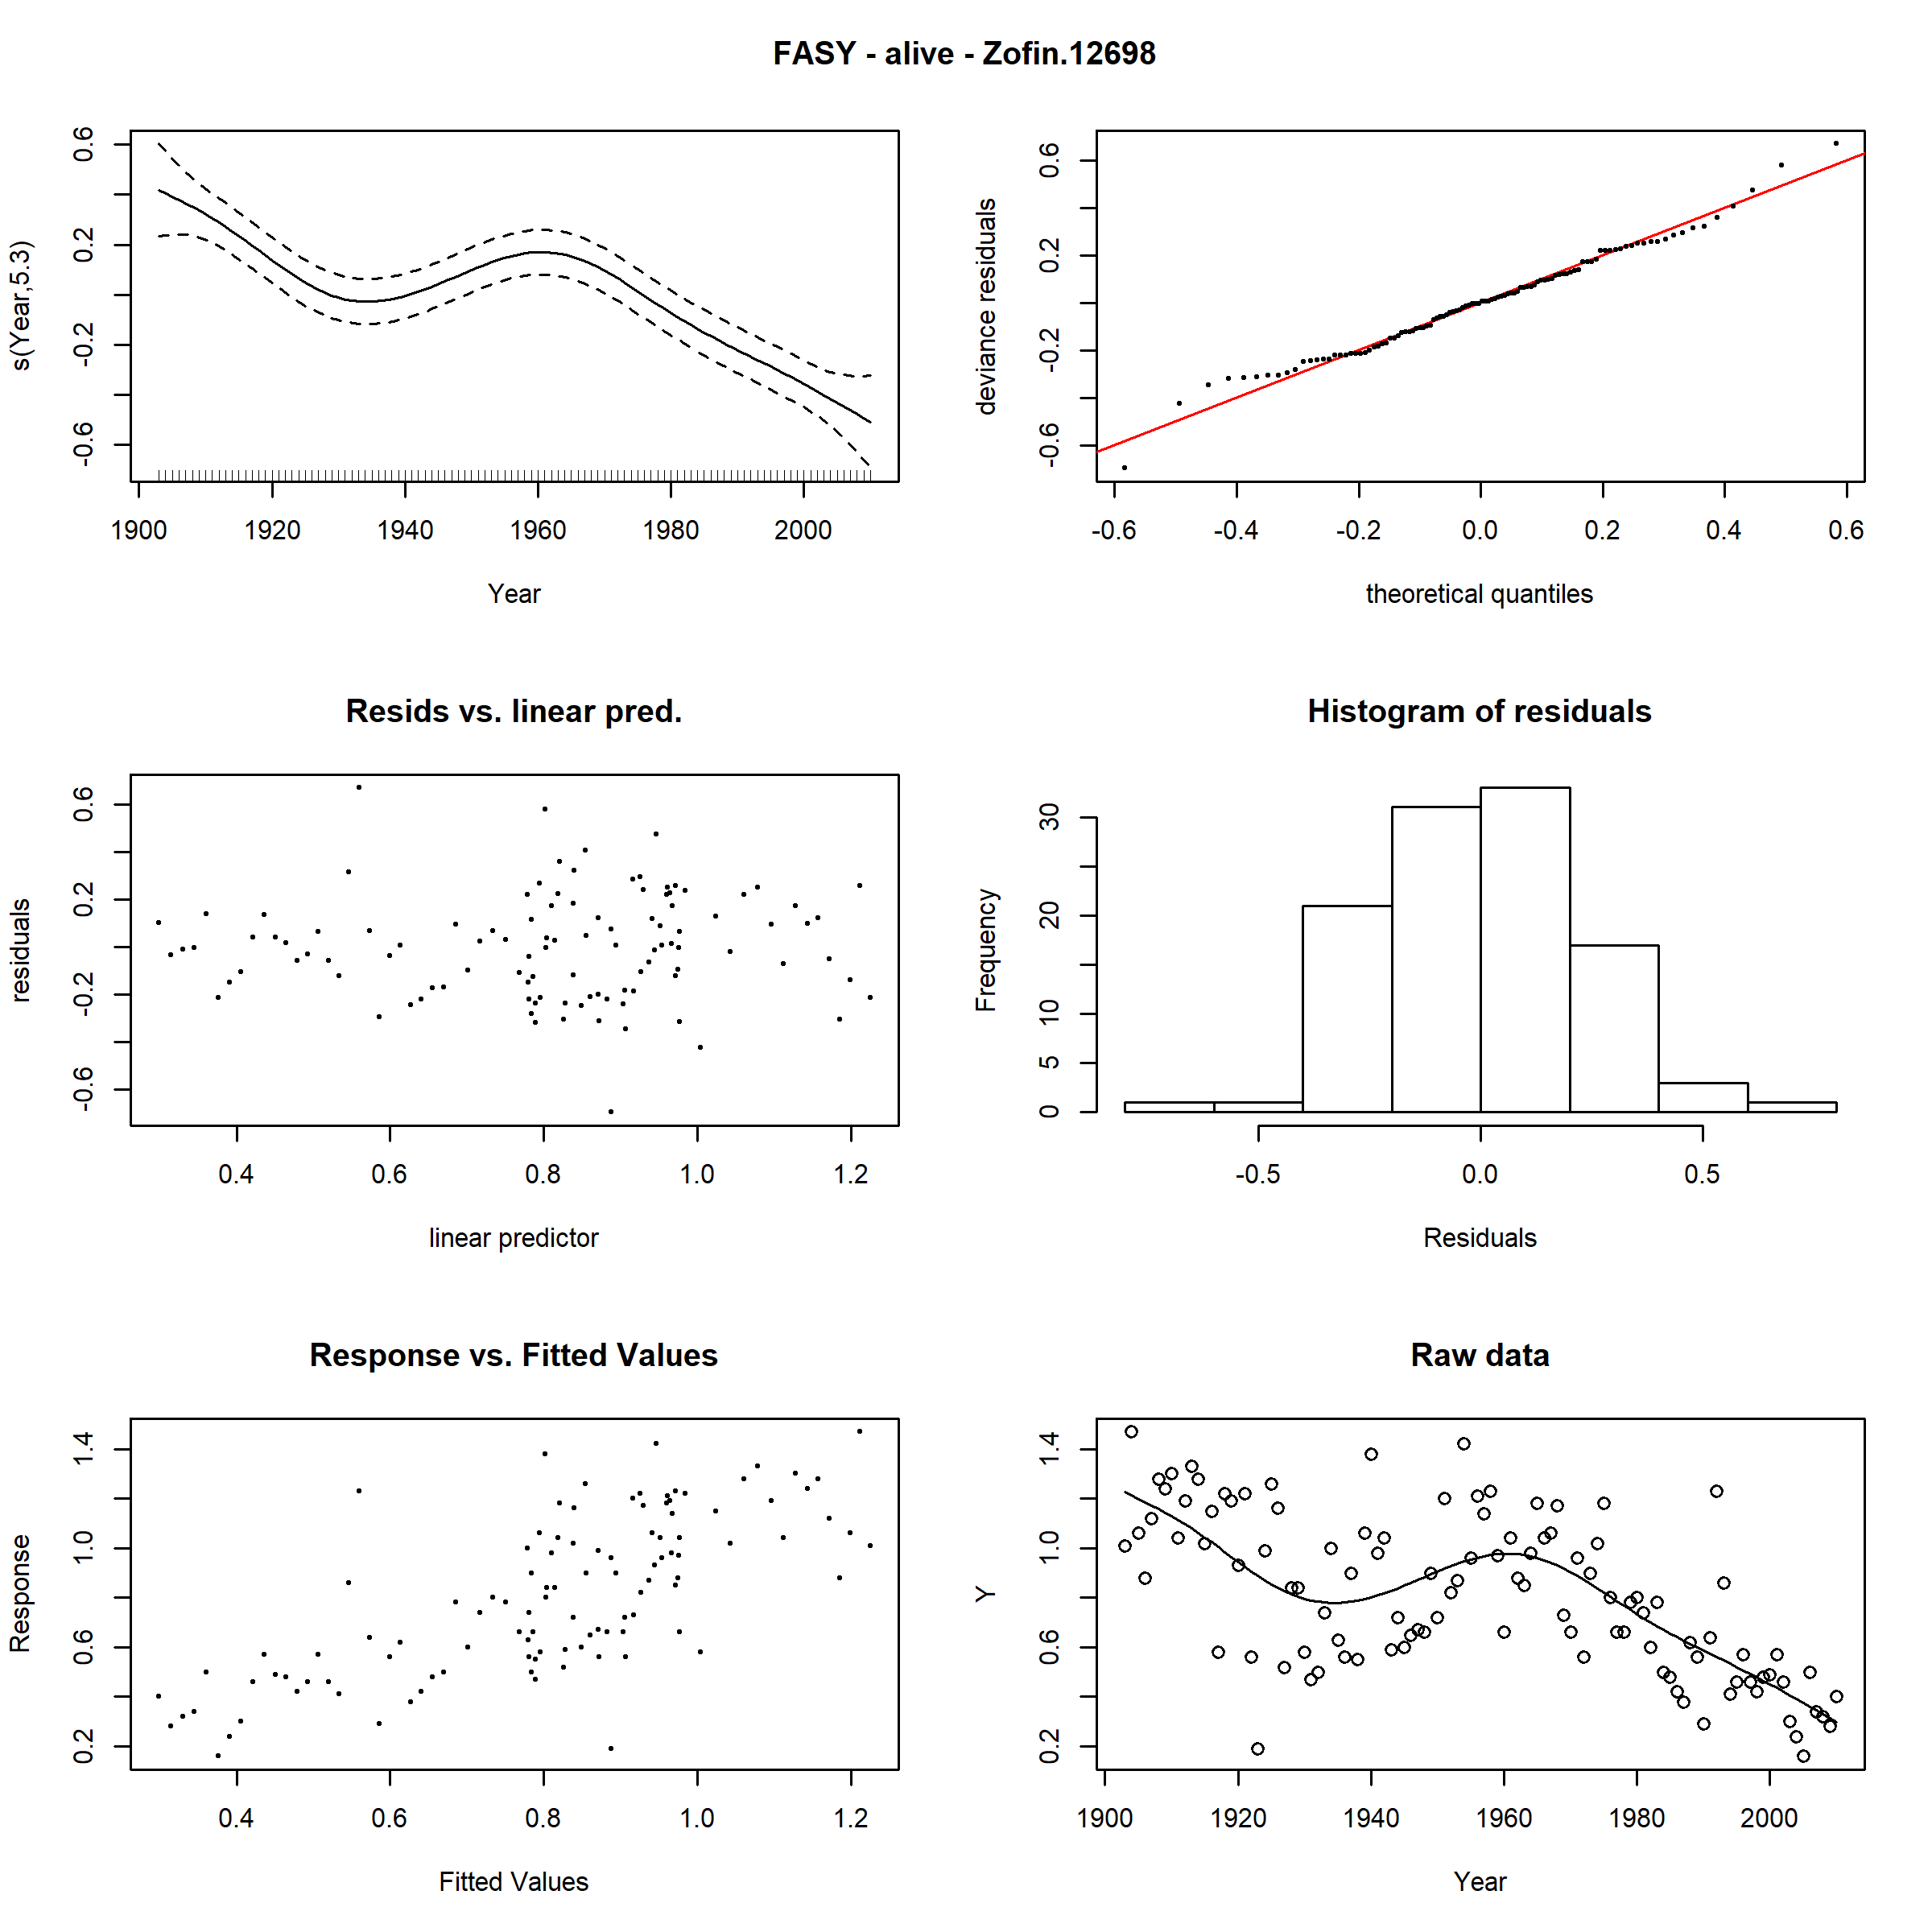 FASY - alive - Zofin.12698
s(Year,5.3)
0.6
0.2
-0.2
-0.6
1900 1920 1940 1960 1980 2000
Year
deviance residuals
0.6
0.2
-0.2
-0.6
-0.6 -0.4 -0.2 0.0 0.2 0.4 0.6
theoretical quantiles
Resids vs. linear pred.
residuals
0.6
0.2
-0.2
-0.6
0.4 0.6 0.8 1.0 1.2
linear predictor
Histogram of residuals
Frequency
30
20
10
5
0
-0.5 0.0 0.5
Residuals
Response vs. Fitted Values
Response
1.4
1.0
0.6
0.2
0.4 0.6 0.8 1.0 1.2
Fitted Values
Raw data
Y
1.4
1.0
0.6
0.2
1900 1920 1940 1960 1980 2000
Year